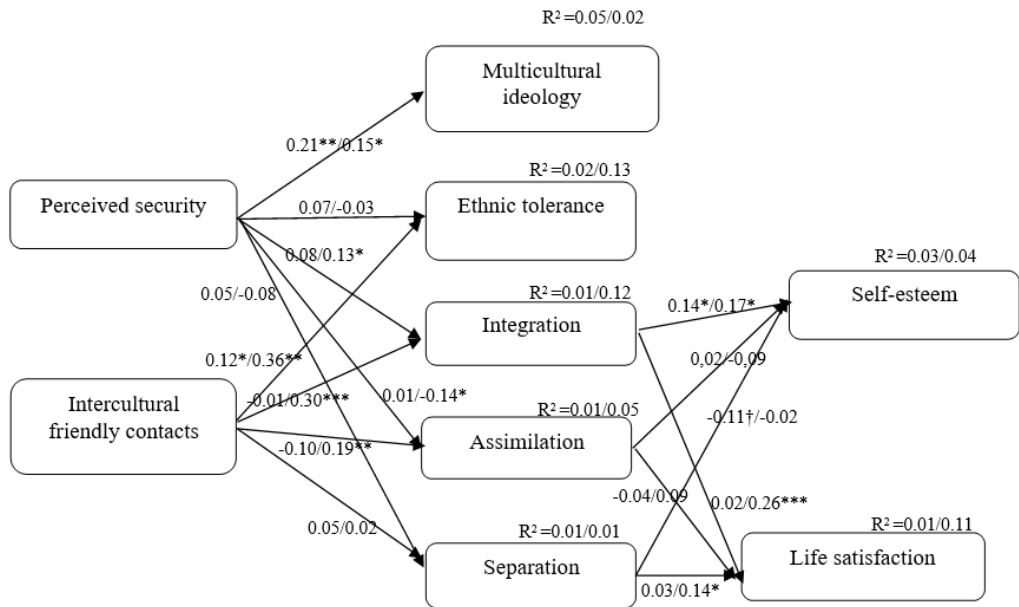 R² =0.05/0.02
Multicultural
ideology
0.21**/0.15*
R² =0.02/0.13
Perceived security
0.07/-0.03
Ethnic tolerance
0.08/0.13*
R² =0.03/0.04
0.05/-0.08
R² =0.01/0.12
Self-esteem
Integration
0.14*/0.17*
0.12*/0.36**
0,02/-0,09
Intercultural
friendly contacts
-0.01/0.30***
0.01/-0.14*
R² =0.01/0.05
-0.11†/-0.02
-0.10/0.19**
Assimilation
-0.04/0.09
0.02/0.26***
0.05/0.02
R² =0.01/0.01
R² =0.01/0.11
Separation
Life satisfaction
0.03/0.14*